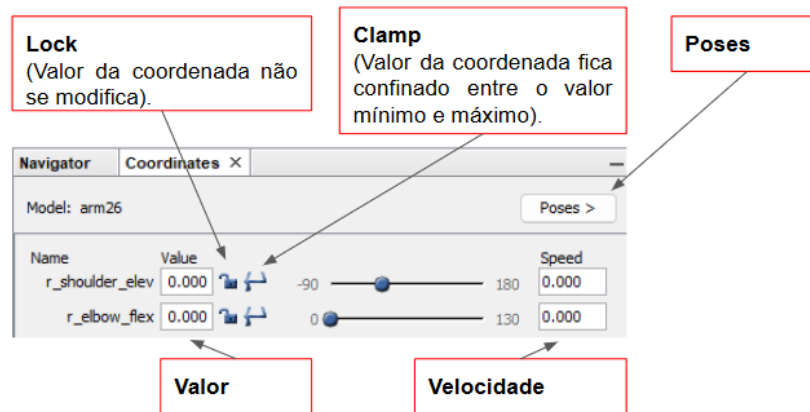 Lock
(Valor da coordenada não
se modifica).
Clamp
(Valor da coordenada fica
confinado entre o valor
mínimo e máximo).
Poses
Navigator Coordinates ×
Model: arm26
Poses >
Name Value Speed
r_shoulder_elev 0.000 -90 180 0.000
r_elbow_flex 0.000 0 130 0.000
Valor
Velocidade